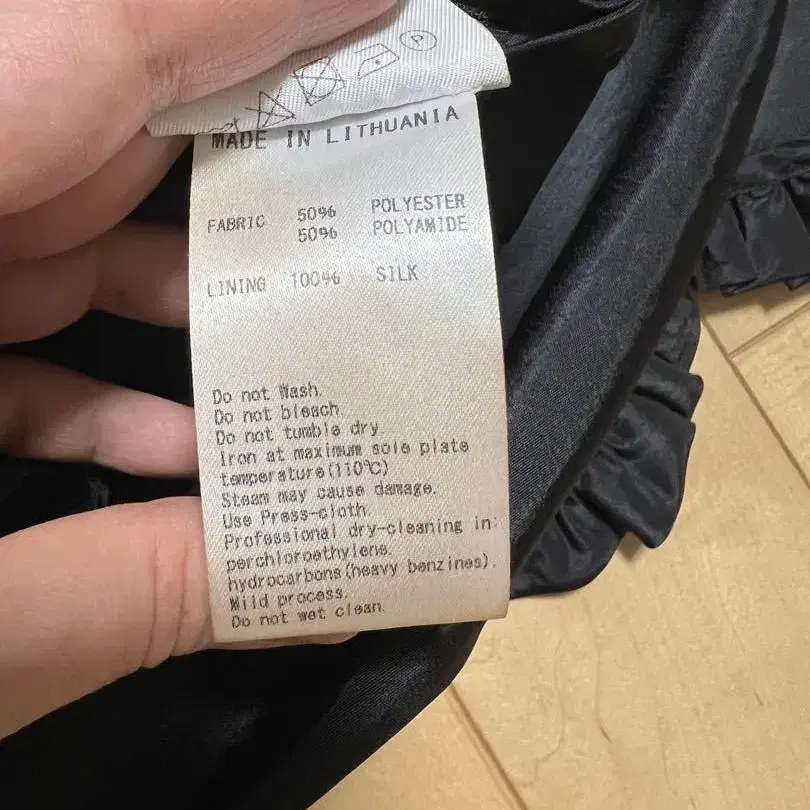 P
MADE IN LITHUANIA
FABRIC 50% POLYESTER
50% POLYAMIDE
LINING 100% SILK
Do not Wash.
Do not bleach
Do not tumble dry
Iron at maximum sole plate
temperature(110℃)
Steam may cause damage.
Use Press-cloth
Professional dry-cleaning in:
perchloroethylene.
hydrocarbons(heavy benzines).
Mild process.
Do not wet clean.